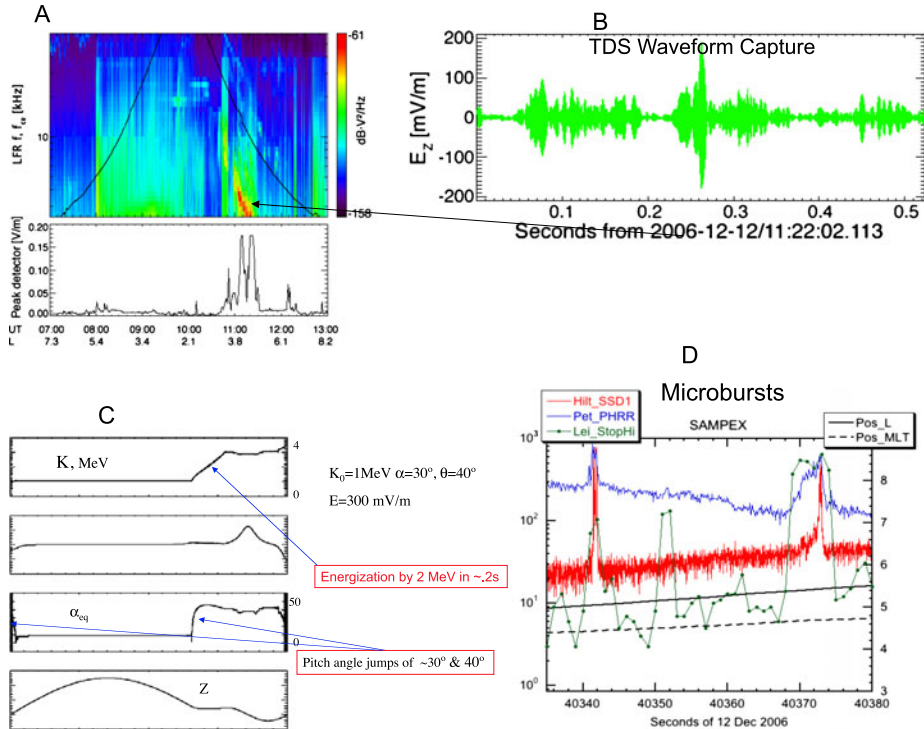 A
LFR f, fce [kHz]
10
-61
dB·V²/Hz
-158
Peak detector [V/m]
0.20
0.15
0.10
0.05
0.00
UT 07:00 08:00 09:00 10:00 11:00 12:00 13:00
L 7.3 5.4 3.4 2.1 3.8 6.1 8.2
B
TDS Waveform Capture
E_Z [mV/m]
200
100
0
-100
-200
0.1 0.2 0.3 0.4 0.5
Seconds from 2006-12-12/11:22:02.113
C
K, MeV
4
0
K₀=1MeV α=30º, θ=40º
E=300 mV/m
Energization by 2 MeV in ~.2s
αeq
50
0
Pitch angle jumps of ~30º & 40º
Z
D
Microbursts
Hilt_SSD1
Pet_PHRR
Lei_StopHi
SAMPEX
Pos_L
Pos_MLT
10³
10²
10¹
10⁰
8
7
6
5
4
3
40340 40350 40360 40370 40380
Seconds of 12 Dec 2006